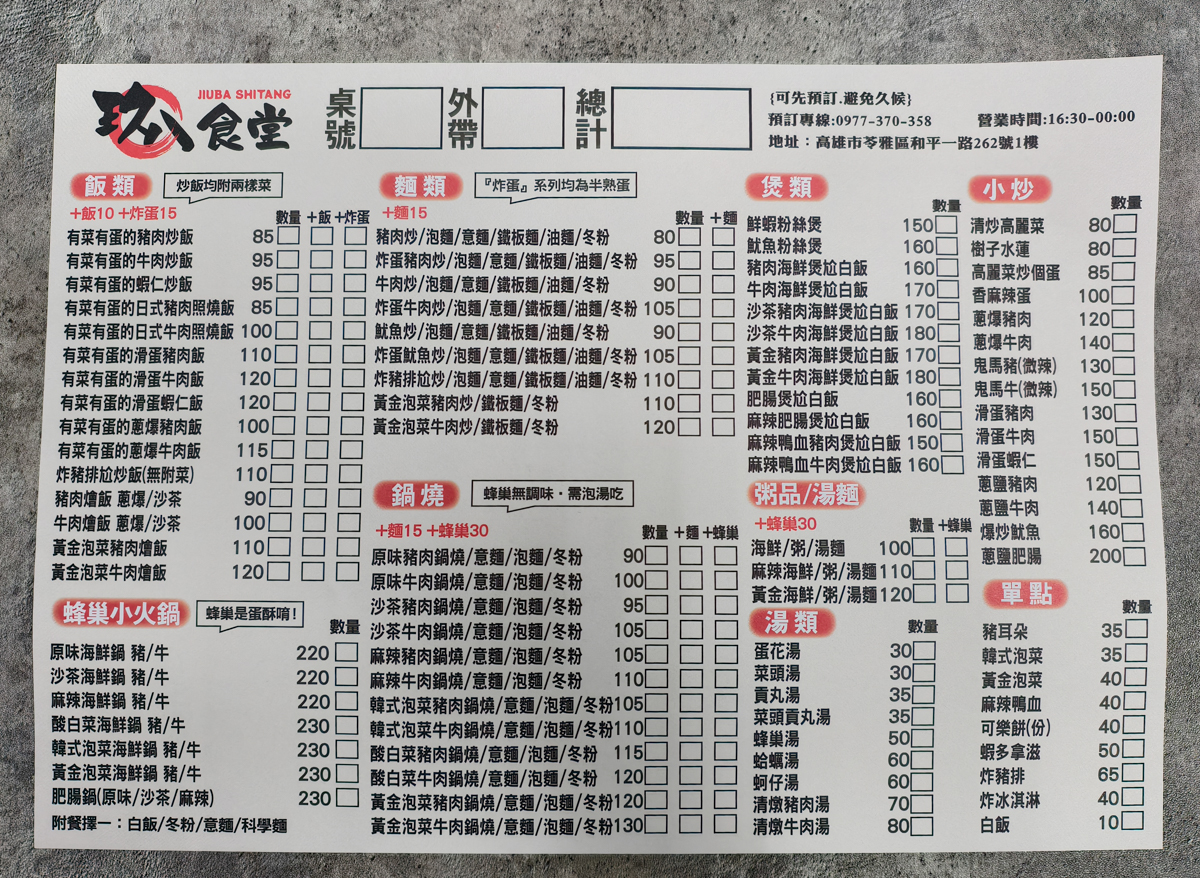 玖八食堂
JIUBA SHITANG
桌號
外帶
總計
{可先預訂.避免久候}
預訂專線:0977-370-358 營業時間:16:30-00:00
地址：高雄市苓雅區和平一路262號1樓
飯類 炒飯均附兩樣菜
+飯10 +炸蛋15 數量 +飯 +炸蛋
有菜有蛋的豬肉炒飯 85
有菜有蛋的牛肉炒飯 95
有菜有蛋的蝦仁炒飯 95
有菜有蛋的日式豬肉照燒飯 85
有菜有蛋的日式牛肉照燒飯 100
有菜有蛋的滑蛋豬肉飯 110
有菜有蛋的滑蛋牛肉飯 120
有菜有蛋的滑蛋蝦仁飯 120
有菜有蛋的蔥爆豬肉飯 100
有菜有蛋的蔥爆牛肉飯 115
炸豬排尬炒飯(無附菜) 110
豬肉燴飯 蔥爆/沙茶 90
牛肉燴飯 蔥爆/沙茶 100
黃金泡菜豬肉燴飯 110
黃金泡菜牛肉燴飯 120
蜂巢小火鍋 蜂巢是蛋酥唷!
數量
原味海鮮鍋 豬/牛 220
沙茶海鮮鍋 豬/牛 220
麻辣海鮮鍋 豬/牛 220
酸白菜海鮮鍋 豬/牛 230
韓式泡菜海鮮鍋 豬/牛 230
黃金泡菜海鮮鍋 豬/牛 230
肥腸鍋(原味/沙茶/麻辣) 230
附餐擇一：白飯/冬粉/意麵/科學麵
麵類 『炸蛋』系列均為半熟蛋
+麵15 數量 +麵
豬肉炒/泡麵/意麵/鐵板麵/油麵/冬粉 80
炸蛋豬肉炒/泡麵/意麵/鐵板麵/油麵/冬粉 95
牛肉炒/泡麵/意麵/鐵板麵/油麵/冬粉 90
炸蛋牛肉炒/泡麵/意麵/鐵板麵/油麵/冬粉 105
魷魚炒/泡麵/意麵/鐵板麵/油麵/冬粉 90
炸蛋魷魚炒/泡麵/意麵/鐵板麵/油麵/冬粉 105
炸豬排尬炒/泡麵/意麵/鐵板麵/油麵/冬粉 110
黃金泡菜豬肉炒/鐵板麵/冬粉 110
黃金泡菜牛肉炒/鐵板麵/冬粉 120
鍋燒 蜂巢無調味·需泡湯吃
+麵15 +蜂巢30 數量 +麵 +蜂巢
原味豬肉鍋燒/意麵/泡麵/冬粉 90
原味牛肉鍋燒/意麵/泡麵/冬粉 100
沙茶豬肉鍋燒/意麵/泡麵/冬粉 95
沙茶牛肉鍋燒/意麵/泡麵/冬粉 105
麻辣豬肉鍋燒/意麵/泡麵/冬粉 105
麻辣牛肉鍋燒/意麵/泡麵/冬粉 110
韓式泡菜豬肉鍋燒/意麵/泡麵/冬粉 105
韓式泡菜牛肉鍋燒/意麵/泡麵/冬粉 110
酸白菜豬肉鍋燒/意麵/泡麵/冬粉 115
酸白菜牛肉鍋燒/意麵/泡麵/冬粉 120
黃金泡菜豬肉鍋燒/意麵/泡麵/冬粉 120
黃金泡菜牛肉鍋燒/意麵/泡麵/冬粉 130
煲類
數量
鮮蝦粉絲煲 150
魷魚粉絲煲 160
豬肉海鮮煲尬白飯 160
牛肉海鮮煲尬白飯 170
沙茶豬肉海鮮煲尬白飯 170
沙茶牛肉海鮮煲尬白飯 180
黃金豬肉海鮮煲尬白飯 170
黃金牛肉海鮮煲尬白飯 180
肥腸煲尬白飯 160
麻辣肥腸煲尬白飯 160
麻辣鴨血豬肉煲尬白飯 150
麻辣鴨血牛肉煲尬白飯 160
粥品/湯麵
+蜂巢30 數量 +蜂巢
海鮮/粥/湯麵 100
麻辣海鮮/粥/湯麵 110
黃金海鮮/粥/湯麵 120
湯類 數量
蛋花湯 30
菜頭湯 30
貢丸湯 35
菜頭貢丸湯 35
蜂巢湯 50
蛤蠣湯 60
蚵仔湯 60
清燉豬肉湯 70
清燉牛肉湯 80
小炒
數量
清炒高麗菜 80
樹子水蓮 80
高麗菜炒個蛋 85
香麻辣蛋 100
蔥爆豬肉 120
蔥爆牛肉 140
鬼馬豬(微辣) 130
鬼馬牛(微辣) 150
滑蛋豬肉 130
滑蛋牛肉 150
滑蛋蝦仁 150
蔥鹽豬肉 120
蔥鹽牛肉 140
爆炒魷魚 160
蔥鹽肥腸 200
單點
數量
豬耳朵 35
韓式泡菜 35
黃金泡菜 40
麻辣鴨血 40
可樂餅(份) 40
蝦多拿滋 50
炸豬排 65
炸冰淇淋 40
白飯 10